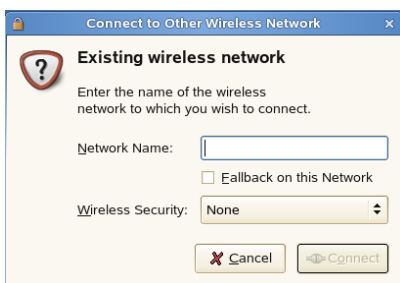 Connect to Other Wireless Network
Existing wireless network
Enter the name of the wireless
network to which you wish to connect.
Network Name:
Fallback on this Network
Wireless Security: None
Cancel Connect